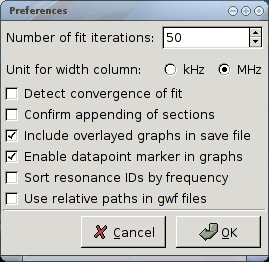 Preferences
Number of fit iterations: 50
Unit for width column: kHz MHz
Detect convergence of fit
Confirm appending of sections
Include overlayed graphs in save file
Enable datapoint marker in graphs
Sort resonance IDs by frequency
Use relative paths in gwf files
Cancel OK